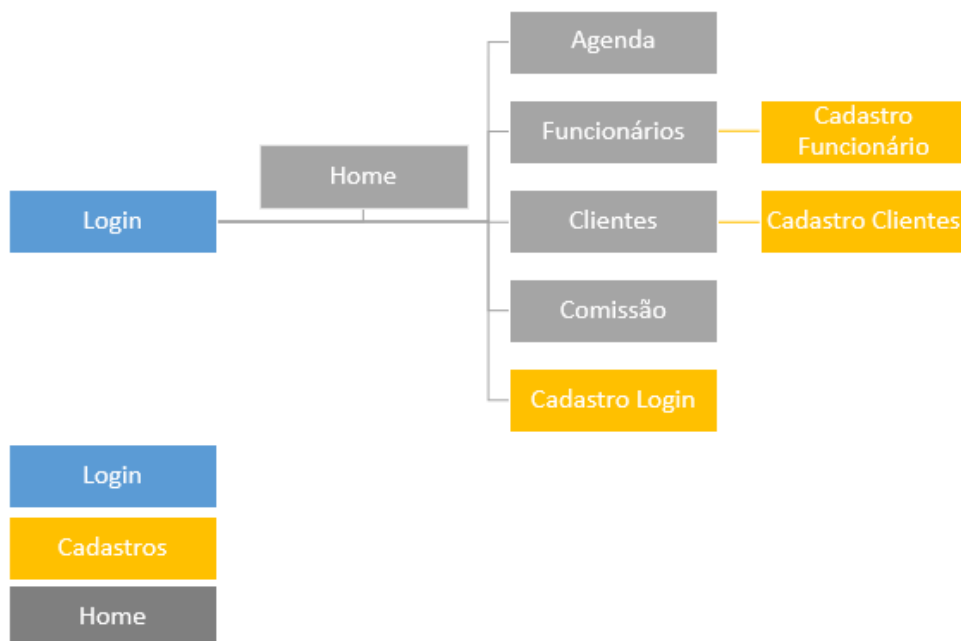 Agenda
Funcionários
Cadastro
Funcionário
Home
Login
Clientes
Cadastro Clientes
Comissão
Cadastro Login
Login
Cadastros
Home